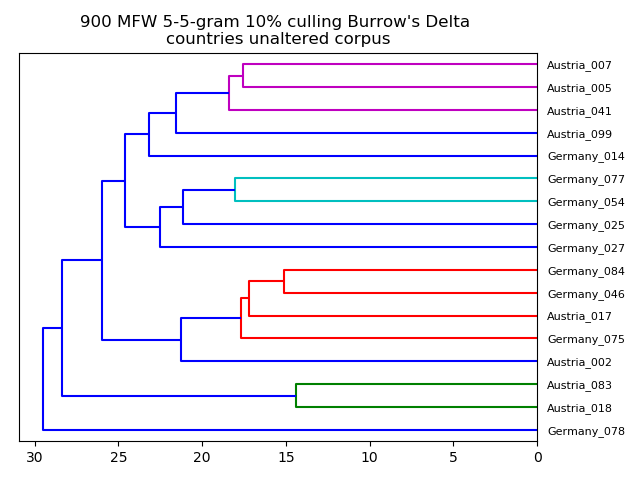 900 MFW 5-5-gram 10% culling Burrow's Delta
countries unaltered corpus
Austria_007
Austria_005
Austria_041
Austria_099
Germany_014
Germany_077
Germany_054
Germany_025
Germany_027
Germany_084
Germany_046
Austria_017
Germany_075
Austria_002
Austria_083
Austria_018
Germany_078
30 25 20 15 10 5 0